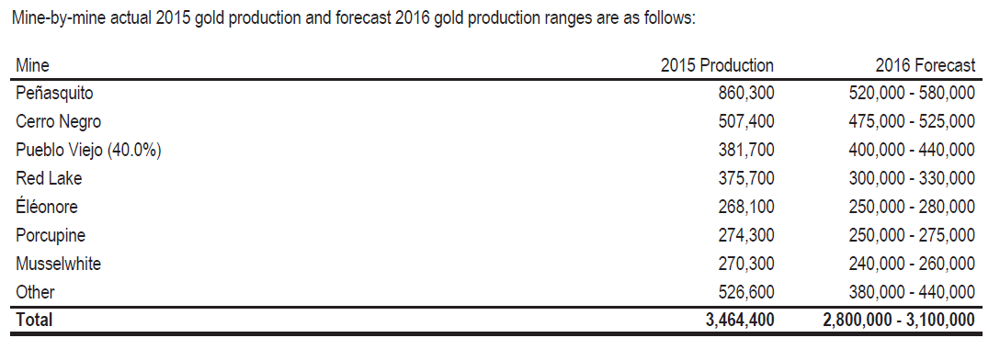 Mine-by-mine actual 2015 gold production and forecast 2016 gold production ranges are as follows:
Mine 2015 Production 2016 Forecast
Peñasquito 860,300 520,000 - 580,000
Cerro Negro 507,400 475,000 - 525,000
Pueblo Viejo (40.0%) 381,700 400,000 - 440,000
Red Lake 375,700 300,000 - 330,000
Éléonore 268,100 250,000 - 280,000
Porcupine 274,300 250,000 - 275,000
Musselwhite 270,300 240,000 - 260,000
Other 526,600 380,000 - 440,000
Total 3,464,400 2,800,000 - 3,100,000